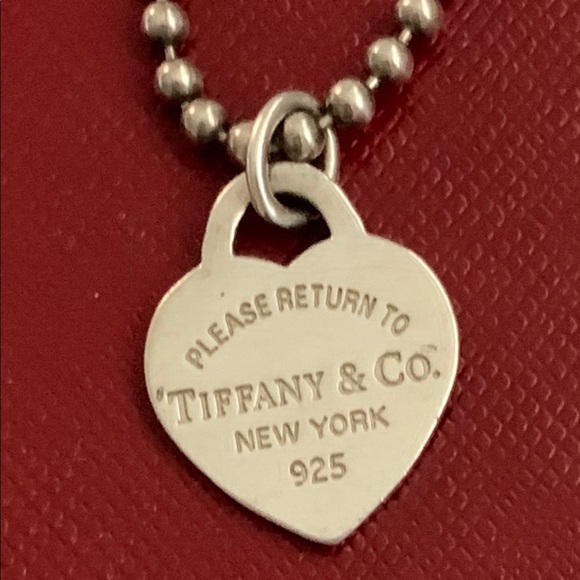 PLEASE RETURN TO
TIFFANY & CO.
NEW YORK
925